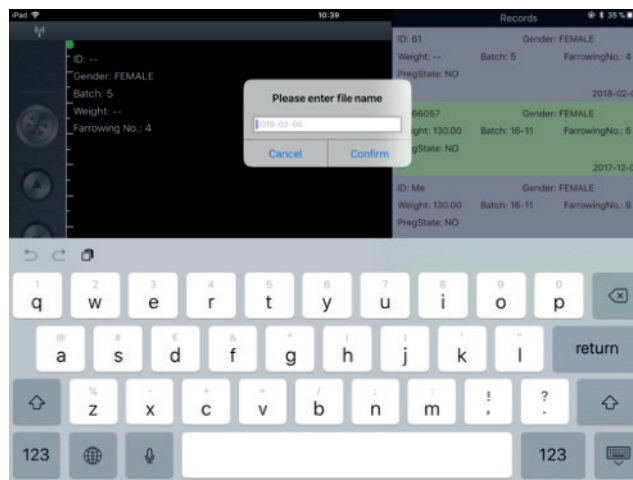 iPad
10:39
35 %
Records
ID: --
Gender: FEMALE
Batch: 5
Weight: --
Farrowing No.: 4
Please enter file name
2018-02-06
Cancel Confirm
ID: 61 Gender: FEMALE
Weight: -- Batch: 5 FarrowingNo.: 4
PregState: NO
2018-02-0
66057 Gender: FEMALE
ght: 130.00 Batch: 16-11 FarrowingNo.: 6
gState: NO
2017-12-0
ID: Me Gender: FEMALE
Weight: 130.00 Batch: 16-11 FarrowingNo.: 6
PregState: NO
1 2 3 4 5 6 7 8 9 0
q w e r t y u i o p
@ # € & * ( ) ' "
a s d f g h j k l return
% - + = / ; : ! ?
z x c v b n m , .
123 123